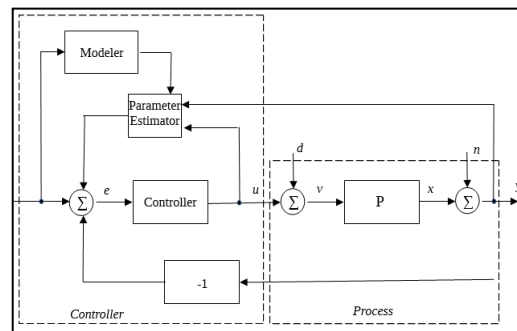 Modeler
Parameter
Estimator
d
n
e
u
v
x
y
Σ
Controller
Σ
P
Σ
-1
Controller
Process